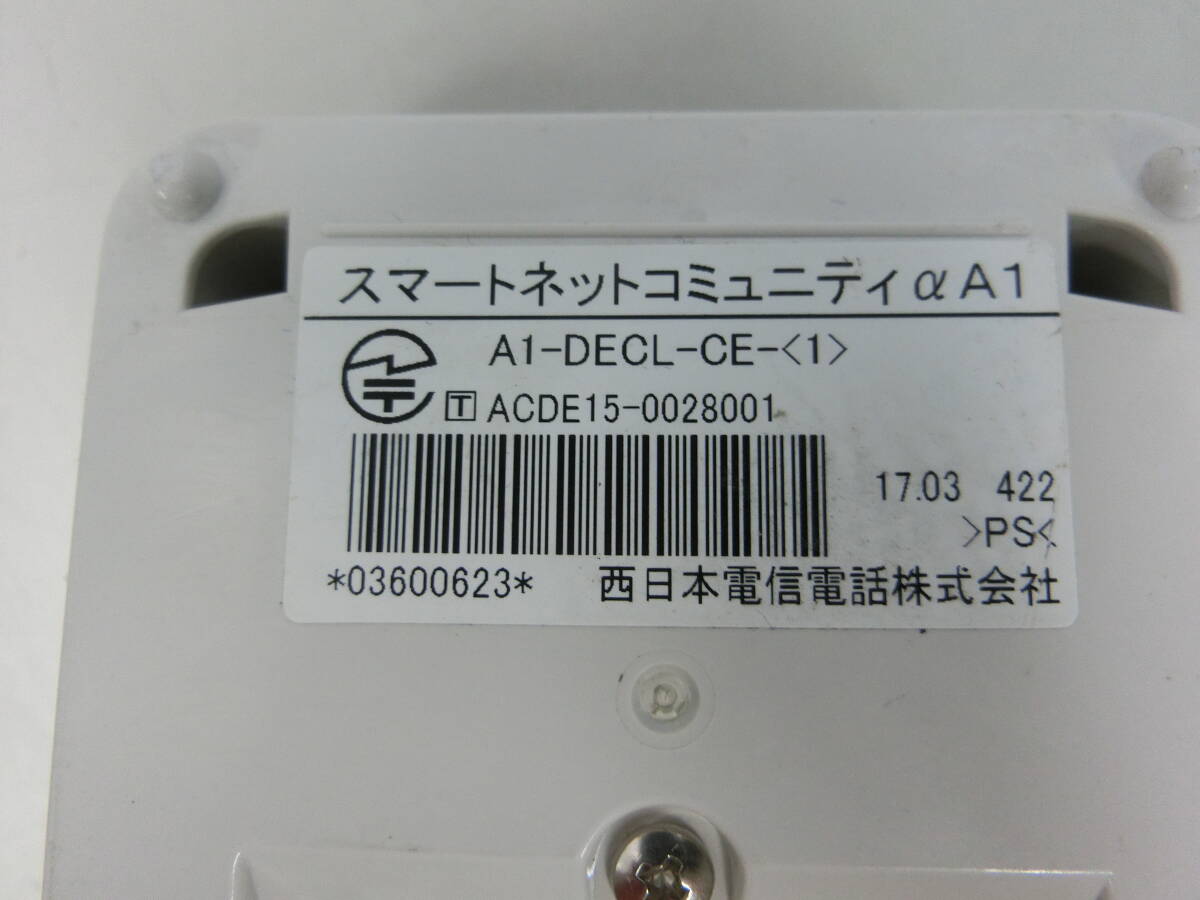 スマートネットコミュニティαA1
A1-DECL-CE-<1>
T ACDE15-0028001
17.03 422
>PS<
*03600623* 西日本電信電話株式会社